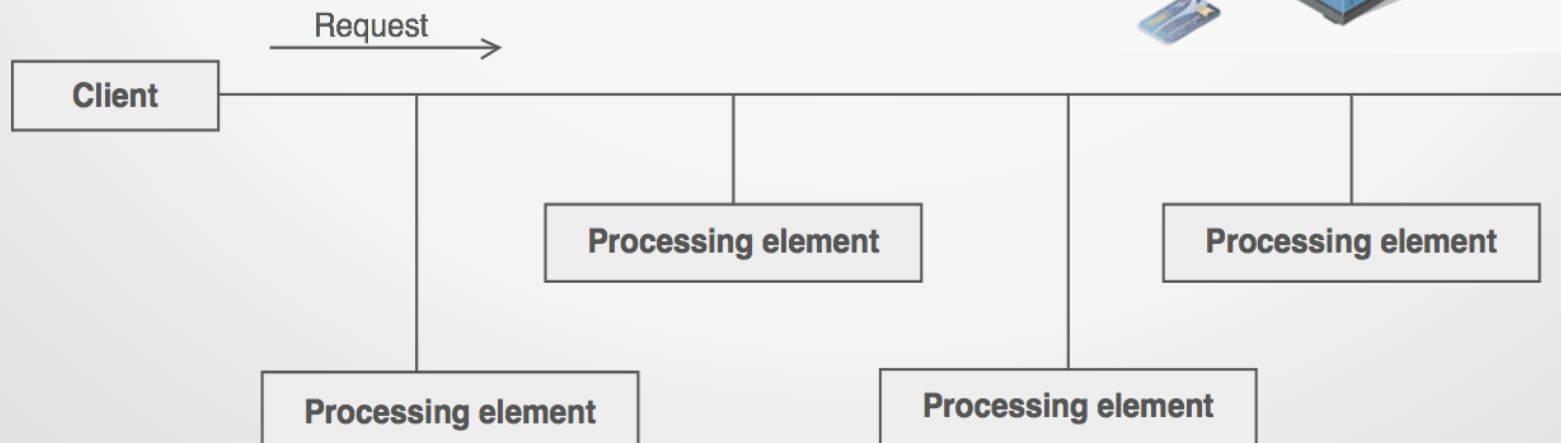 Request
Client
Processing element
Processing element
Processing element
Processing element